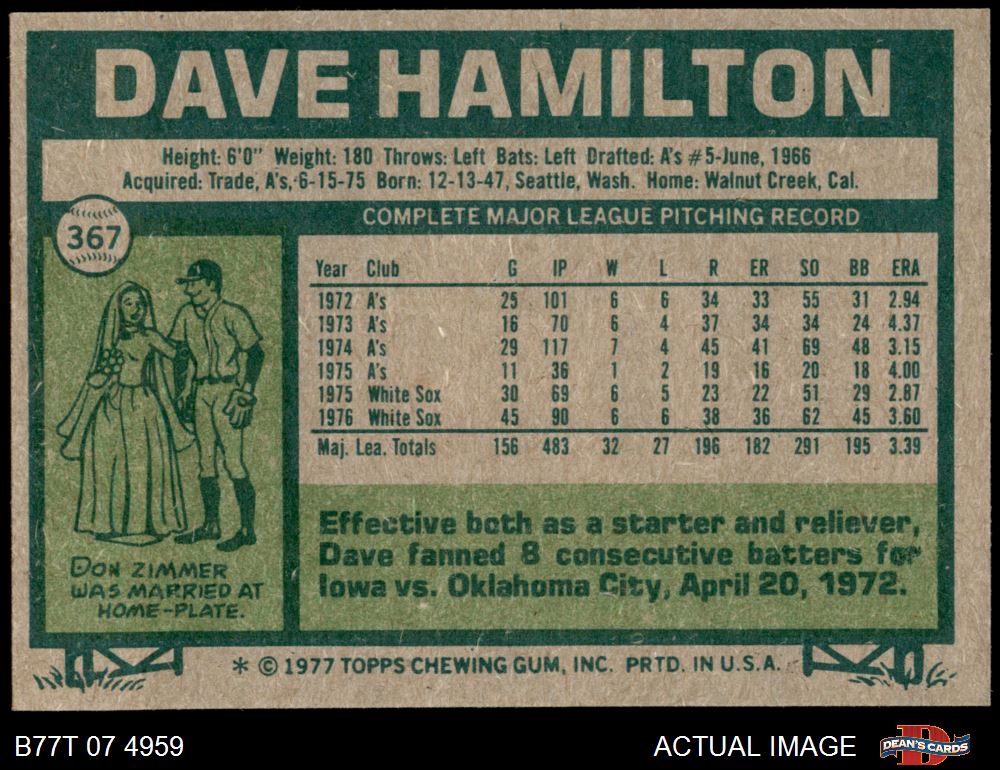 DAVE HAMILTON
Height: 6'0" Weight: 180 Throws: Left Bats: Left Drafted: A's #5-June, 1966
Acquired: Trade, A's, 6-15-75 Born: 12-13-47, Seattle, Wash. Home: Walnut Creek, Cal.
367
COMPLETE MAJOR LEAGUE PITCHING RECORD
Year Club G IP W L R ER SO BB ERA
1972 A's 25 101 6 6 34 33 55 31 2.94
1973 A's 16 70 6 4 37 34 34 24 4.37
1974 A's 29 117 7 4 45 41 69 48 3.15
1975 A's 11 36 1 2 19 16 20 18 4.00
1975 White Sox 30 69 6 5 23 22 51 29 2.87
1976 White Sox 45 90 6 6 38 36 62 45 3.60
Maj. Lea. Totals 156 483 32 27 196 182 291 195 3.39
Effective both as a starter and reliever,
Dave fanned 8 consecutive batters for
Iowa vs. Oklahoma City, April 20, 1972.
DON ZIMMER
WAS MARRIED AT
HOME-PLATE.
* © 1977 TOPPS CHEWING GUM, INC. PRTD. IN U.S.A.
B77T 07 4959
ACTUAL IMAGE
DEAN'S CARDS